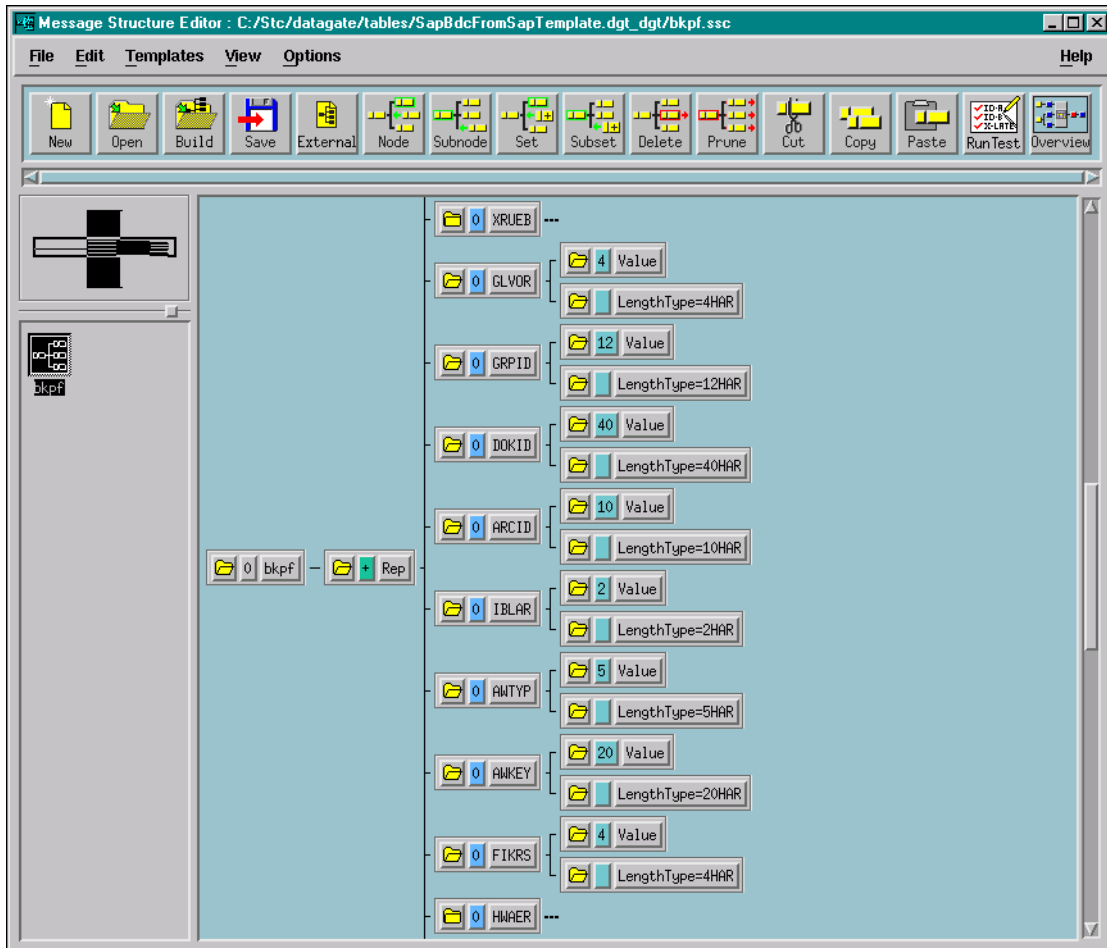 Message Structure Editor : C:/Stc/datagate/tables/SapBdcFromSapTemplate.dgt_dgt/bkpf.ssc
File Edit Templates View Options Help
New Open Build Save External Node Subnode Set Subset Delete Prune Cut Copy Paste RunTest Overview
ID-A
ID-B
X-LATE
0 XRUEB ---
4 Value
0 GLVOR
LengthType=4HAR
12 Value
0 GRPID
LengthType=12HAR
40 Value
0 DOKID
LengthType=40HAR
10 Value
0 ARCID
LengthType=10HAR
0 bkpf + Rep
2 Value
0 IBLAR
LengthType=2HAR
5 Value
0 AWTYP
LengthType=5HAR
20 Value
0 AWKEY
LengthType=20HAR
4 Value
0 FIKRS
LengthType=4HAR
0 HWAER ---
bkpf